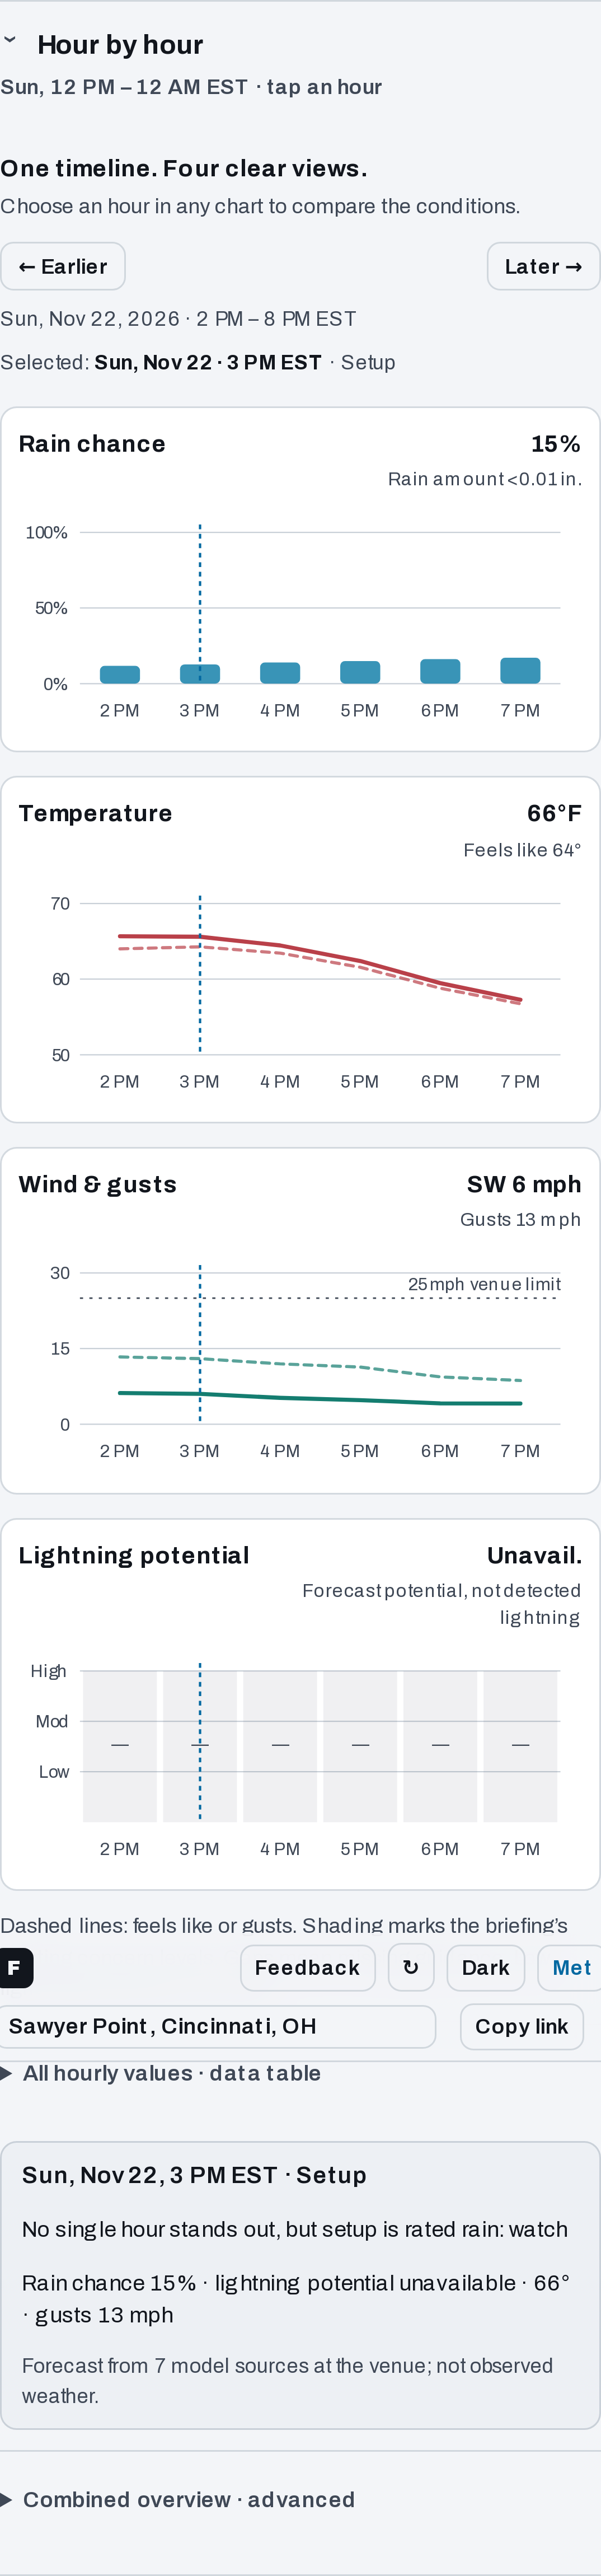 Hour by hour
Sun, 12 PM – 12 AM EST · tap an hour
One timeline. Four clear views.
Choose an hour in any chart to compare the conditions.
← Earlier
Later →
Sun, Nov 22, 2026 · 2 PM – 8 PM EST
Selected: Sun, Nov 22 · 3 PM EST · Setup
Rain chance
15%
Rain amount <0.01 in.
100%
50%
0%
2 PM 3 PM 4 PM 5 PM 6 PM 7 PM
Temperature
66°F
Feels like 64°
70
60
50
2 PM 3 PM 4 PM 5 PM 6 PM 7 PM
Wind & gusts
SW 6 mph
Gusts 13 mph
30
25 mph venue limit
15
0
2 PM 3 PM 4 PM 5 PM 6 PM 7 PM
Lightning potential
Unavail.
Forecast potential, not detected
lightning
High
Mod
— — — — — —
Low
2 PM 3 PM 4 PM 5 PM 6 PM 7 PM
Dashed lines: feels like or gusts. Shading marks the briefing’s
F
Feedback
↻
Dark
Met
Sawyer Point, Cincinnati, OH
Copy link
▶ All hourly values · data table
Sun, Nov 22, 3 PM EST · Setup
No single hour stands out, but setup is rated rain: watch
Rain chance 15% · lightning potential unavailable · 66°
· gusts 13 mph
Forecast from 7 model sources at the venue; not observed
weather.
▶ Combined overview · advanced